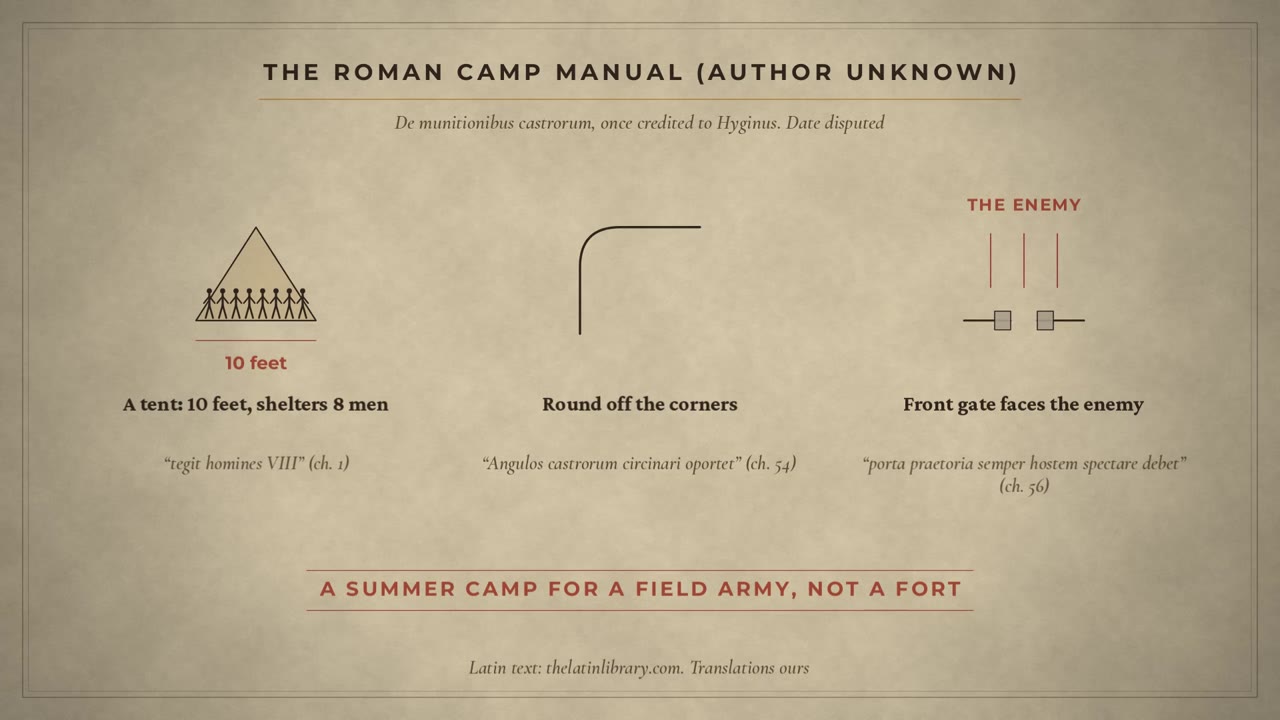 THE ROMAN CAMP MANUAL (AUTHOR UNKNOWN)
De munitionibus castrorum, once credited to Hyginus. Date disputed
THE ENEMY
10 feet
A tent: 10 feet, shelters 8 men
“tegit homines VIII” (ch. 1)
Round off the corners
“Angulos castrorum circinari oportet” (ch. 54)
Front gate faces the enemy
“porta praetoria semper hostem spectare debet”
(ch. 56)
A SUMMER CAMP FOR A FIELD ARMY, NOT A FORT
Latin text: thelatinlibrary.com. Translations ours